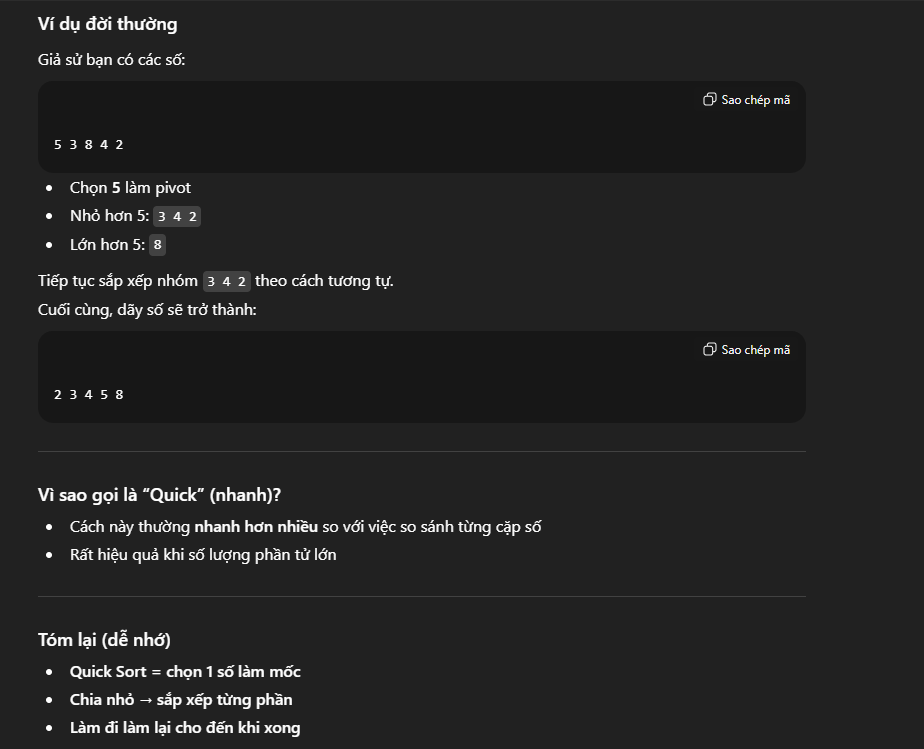 Ví dụ đời thường
Giả sử bạn có các số:
Sao chép mã
5 3 8 4 2
Chọn 5 làm pivot
Nhỏ hơn 5: 3 4 2
Lớn hơn 5: 8
Tiếp tục sắp xếp nhóm 3 4 2 theo cách tương tự.
Cuối cùng, dãy số sẽ trở thành:
Sao chép mã
2 3 4 5 8
Vì sao gọi là “Quick” (nhanh)?
Cách này thường nhanh hơn nhiều so với việc so sánh từng cặp số
Rất hiệu quả khi số lượng phần tử lớn
Tóm lại (dễ nhớ)
Quick Sort = chọn 1 số làm mốc
Chia nhỏ → sắp xếp từng phần
Làm đi làm lại cho đến khi xong